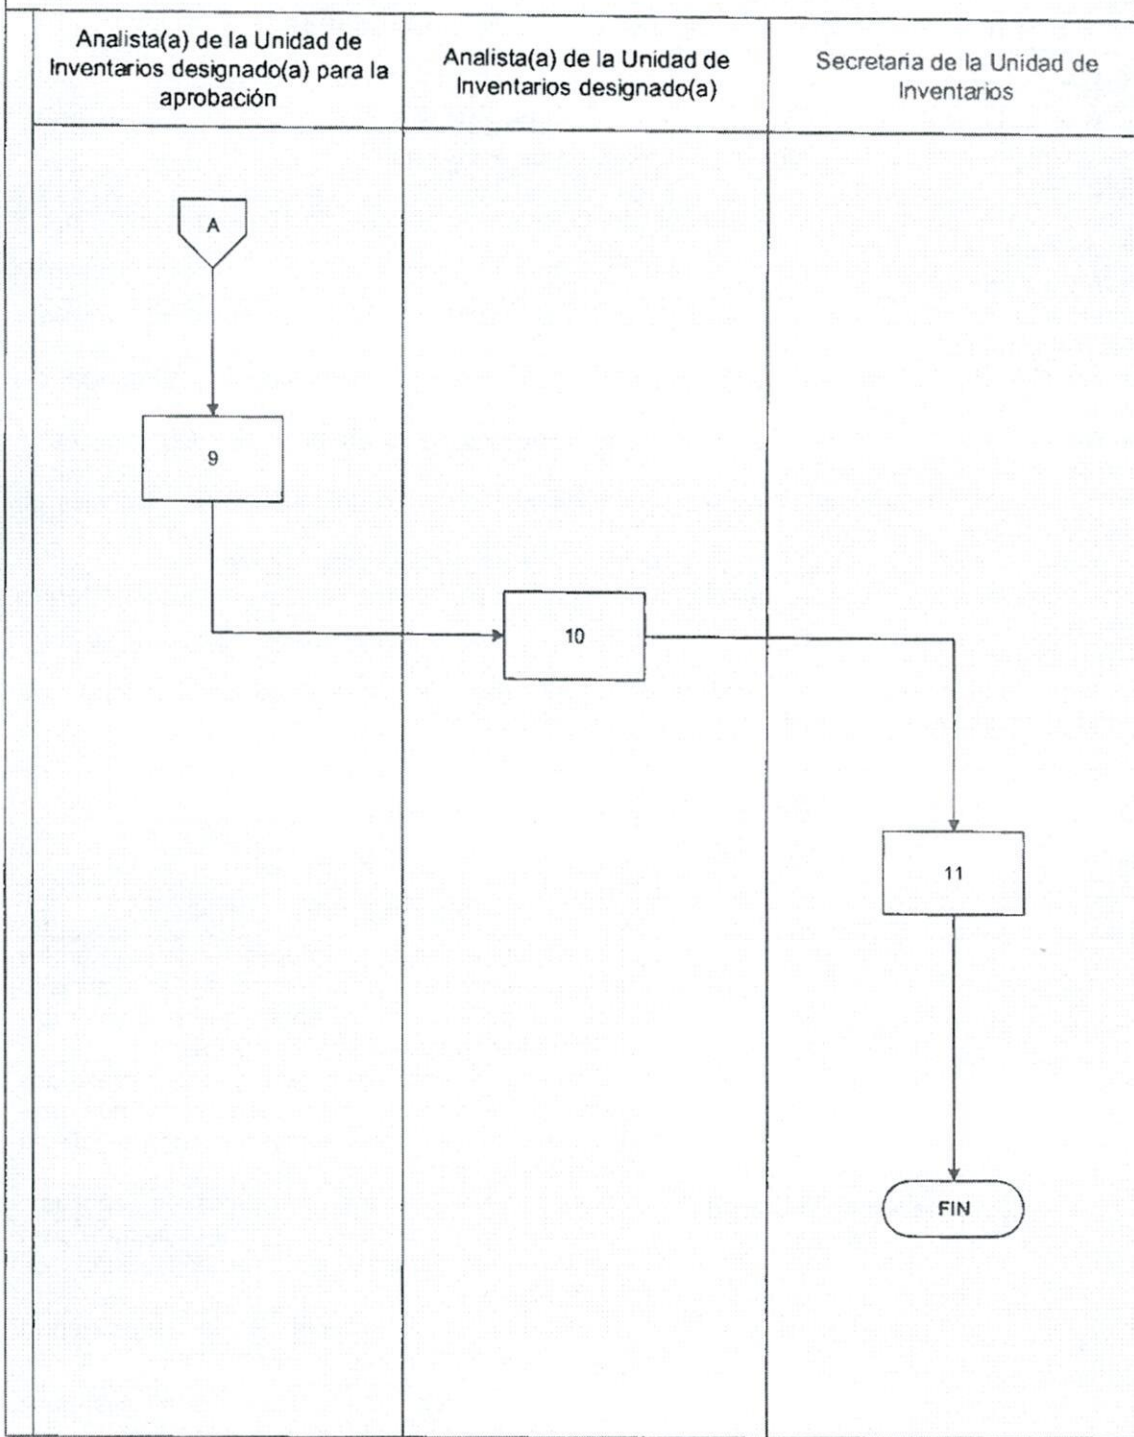 Analista(a) de la Unidad de
Inventarios designado(a) para la
aprobación
Analista(a) de la Unidad de
Inventarios designado(a)
Secretaria de la Unidad de
Inventarios
A
9
10
11
FIN